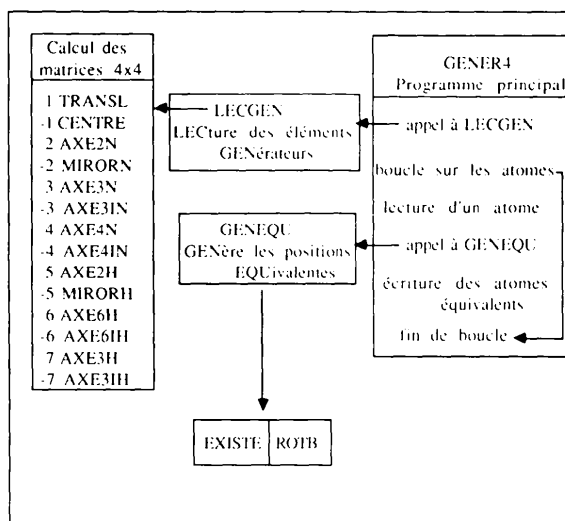 Calcul des
matrices 4x4
1 TRANSL
-1 CENTRE
2 AXE2N
-2 MIRORN
3 AXE3N
-3 AXE3IN
4 AXE4N
-4 AXE4IN
5 AXE2H
-5 MIRORH
6 AXE6H
-6 AXE6IH
7 AXE3H
-7 AXE3IH
LECGEN
LECture des éléments
GENérateurs
GENEQU
GENère les positions
EQUivalentes
EXISTE
ROTB
GENER4
Programme principal
appel à LECGEN
boucle sur les atomes
lecture d'un atome
appel à GENEQU
écriture des atomes
équivalents
fin de boucle